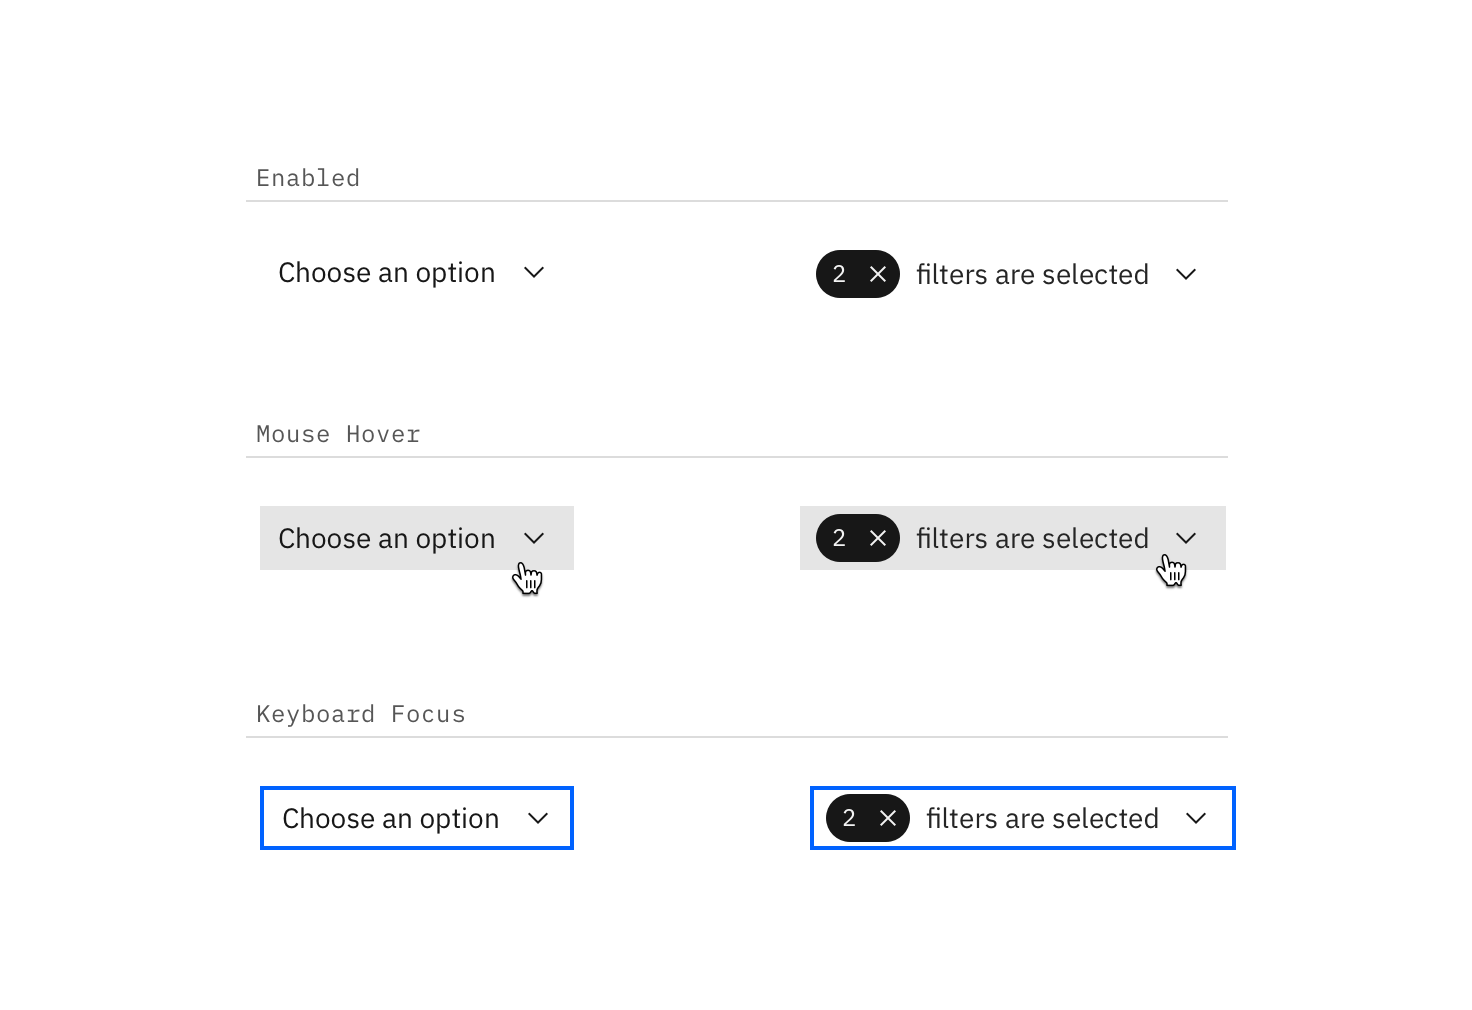 Enabled
Choose an option
2 filters are selected
Mouse Hover
Choose an option
2 filters are selected
Keyboard Focus
Choose an option
2 filters are selected